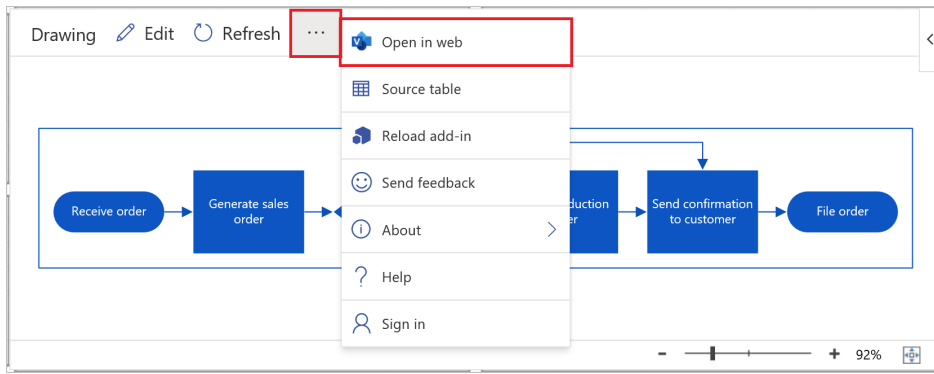 Drawing
Edit
Refresh
...
Open in web
Source table
Reload add-in
Send feedback
About
Help
Sign in
Receive order
Generate sales
order
Send confirmation
to customer
File order
92%